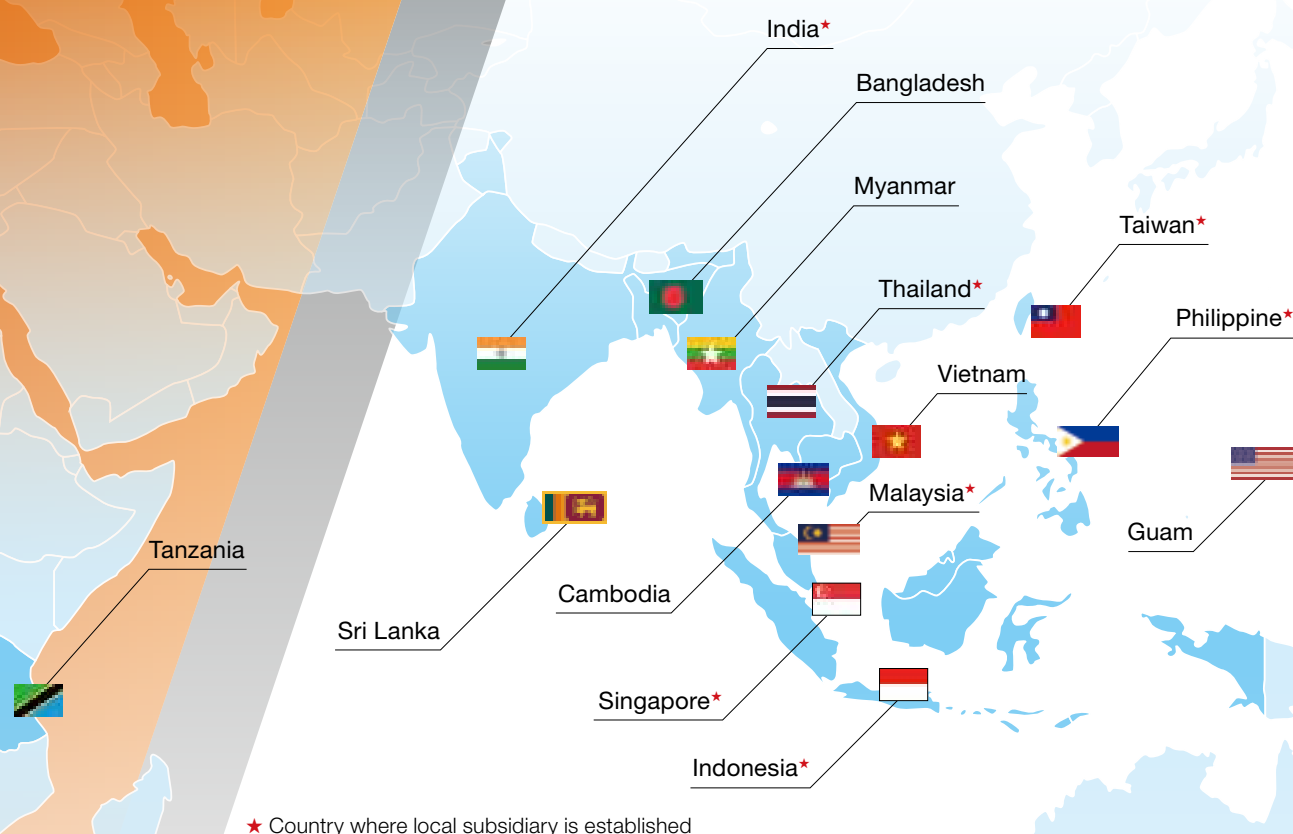 India★
Bangladesh
Myanmar
Taiwan★
Thailand★
Philippine★
Vietnam
Malaysia★
Guam
Tanzania
Cambodia
Sri Lanka
Singapore★
Indonesia★
★ Country where local subsidiary is established